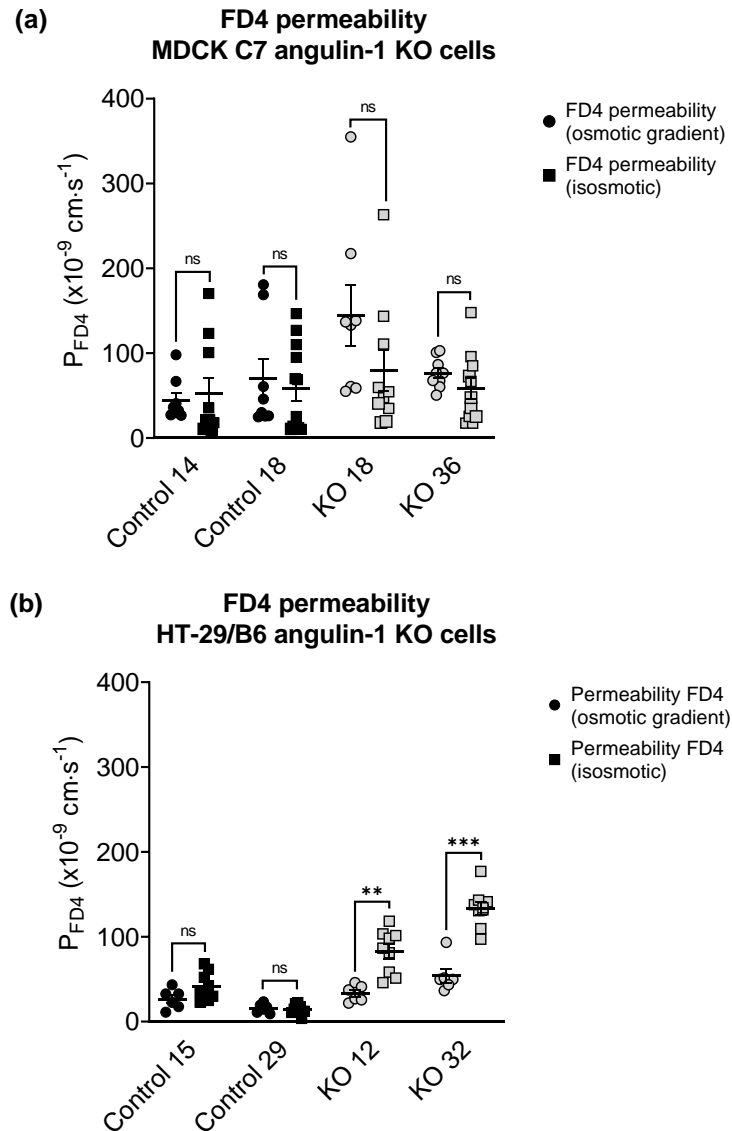 (a)
FD4 permeability
MDCK C7 angulin-1 KO cells
400
300
200
100
0
P_FD4 (x10⁻⁹ cm·s⁻¹)
ns
ns
ns
ns
Control 14
Control 18
KO 18
KO 36
FD4 permeability
(osmotic gradient)
FD4 permeability
(isosmotic)
(b)
FD4 permeability
HT-29/B6 angulin-1 KO cells
400
300
200
100
0
P_FD4 (x10⁻⁹ cm·s⁻¹)
ns
ns
**
***
Control 15
Control 29
KO 12
KO 32
Permeability FD4
(osmotic gradient)
Permeability FD4
(isosmotic)